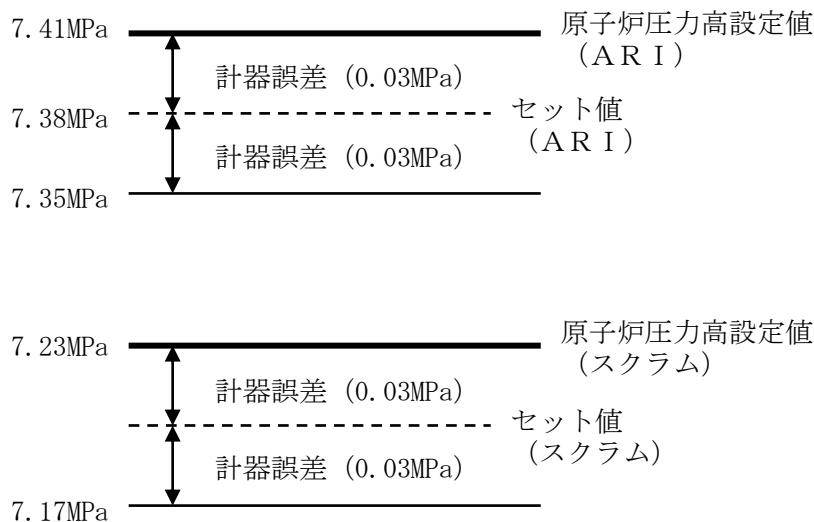 7.41MPa
原子炉圧力高設定値
（ＡＲＩ）
計器誤差 (0.03MPa)
7.38MPa
セット値
（ＡＲＩ）
計器誤差 (0.03MPa)
7.35MPa
7.23MPa
原子炉圧力高設定値
（スクラム）
計器誤差 (0.03MPa)
セット値
（スクラム）
計器誤差 (0.03MPa)
7.17MPa